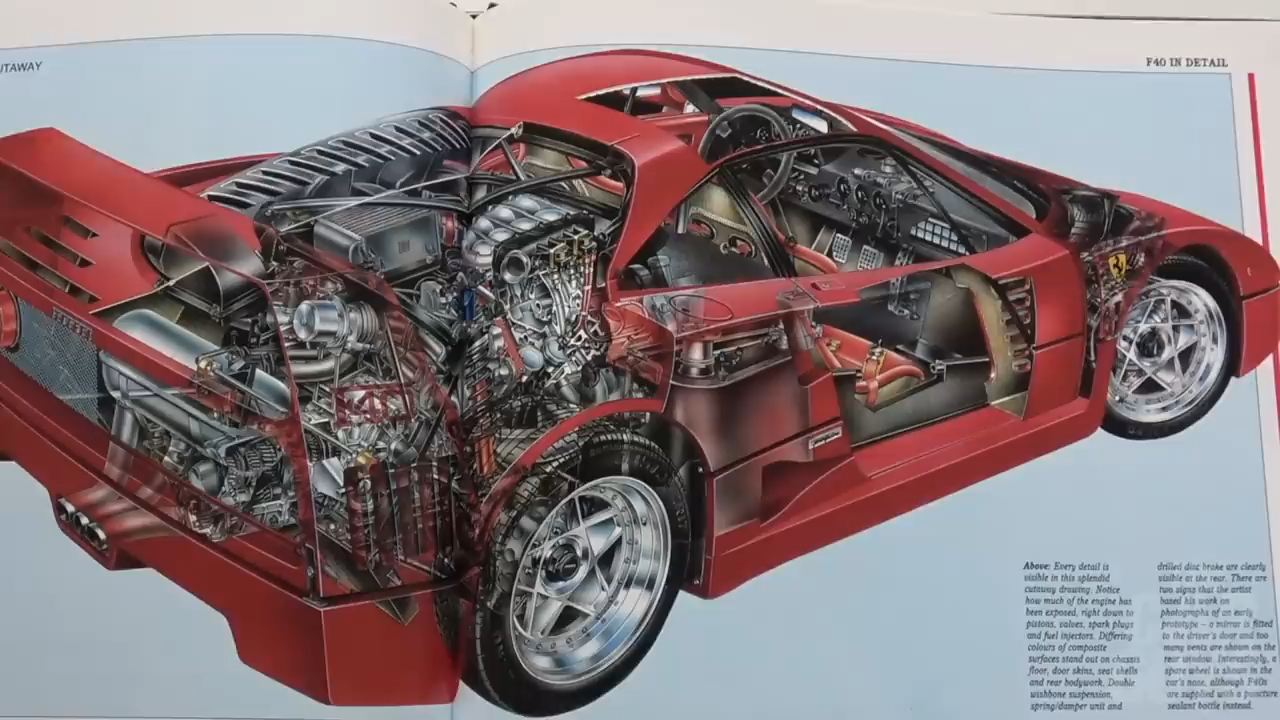 TAWAY
F40 IN DETAIL
Above: Every detail is
visible in this splendid
cutaway drawing. Notice
how much of the engine has
been exposed, right down to
pistons, valves, spark plugs
and fuel injectors. Differing
colours of composite
surfaces stand out on chassis
floor, door skins, seat shells
and rear bodywork. Double
wishbone suspension,
spring/damper unit and
drilled disc brake are clearly
visible at the rear. There are
two signs that the artist
based his work on
photographs of an early
prototype – a mirror is fitted
to the driver's door and too
many vents are shown on the
rear window. Interestingly, a
spare wheel is shown in the
car's nose, although F40s
are supplied with a puncture
sealant bottle instead.